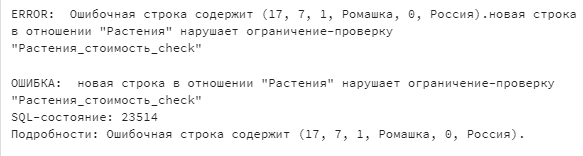 ERROR:  Ошибочная строка содержит (17, 7, 1, Ромашка, 0, Россия).новая строка
в отношении "Растения" нарушает ограничение-проверку
"Растения_стоимость_check"

ОШИБКА:  новая строка в отношении "Растения" нарушает ограничение-проверку
"Растения_стоимость_check"
SQL-состояние: 23514
Подробности: Ошибочная строка содержит (17, 7, 1, Ромашка, 0, Россия).